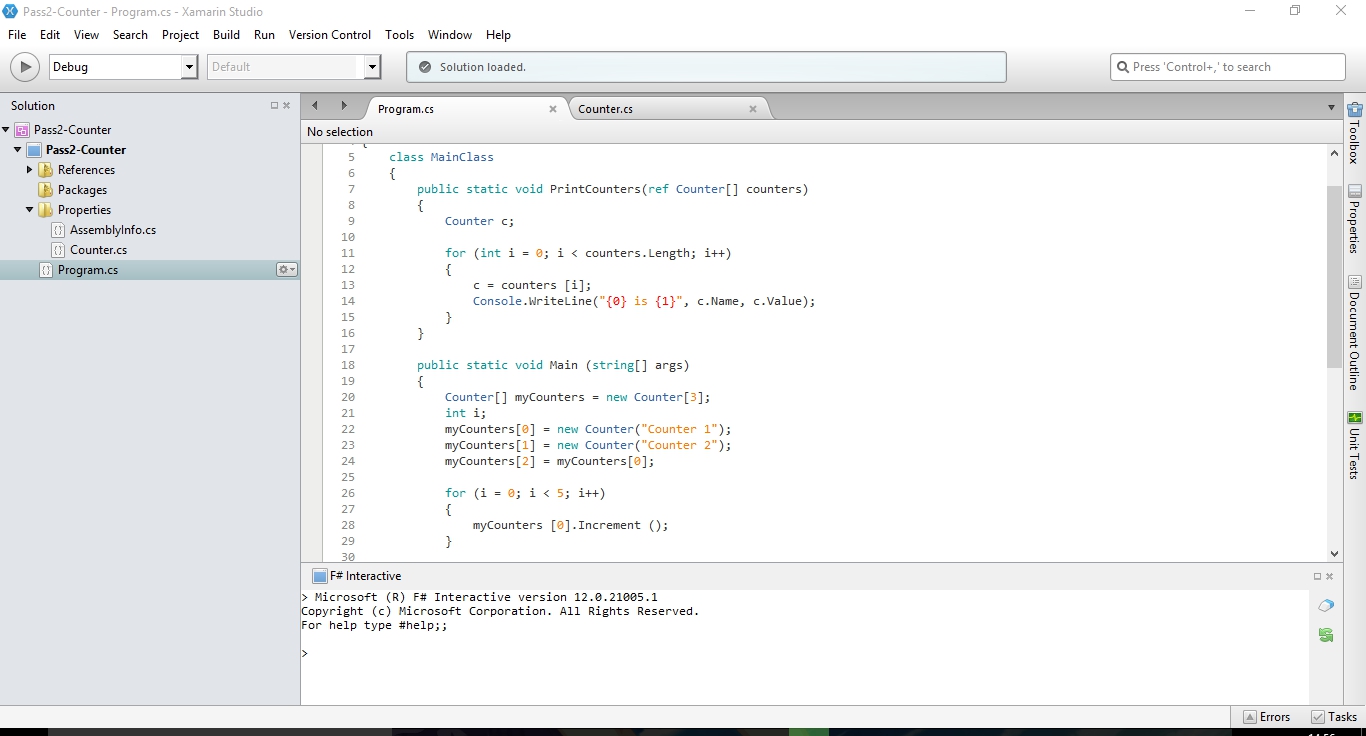 Pass2-Counter - Program.cs - Xamarin Studio
File Edit View Search Project Build Run Version Control Tools Window Help
Debug Default Solution loaded. Press 'Control+,' to search
Solution
Pass2-Counter
Pass2-Counter
References
Packages
Properties
AssemblyInfo.cs
Counter.cs
Program.cs
Program.cs Counter.cs
No selection
5 class MainClass
6 {
7 public static void PrintCounters(ref Counter[] counters)
8 {
9 Counter c;
10
11 for (int i = 0; i < counters.Length; i++)
12 {
13 c = counters [i];
14 Console.WriteLine("{0} is {1}", c.Name, c.Value);
15 }
16 }
17
18 public static void Main (string[] args)
19 {
20 Counter[] myCounters = new Counter[3];
21 int i;
22 myCounters[0] = new Counter("Counter 1");
23 myCounters[1] = new Counter("Counter 2");
24 myCounters[2] = myCounters[0];
25
26 for (i = 0; i < 5; i++)
27 {
28 myCounters [0].Increment ();
29 }
30
F# Interactive
> Microsoft (R) F# Interactive version 12.0.21005.1
Copyright (c) Microsoft Corporation. All Rights Reserved.
For help type #help;;
>
Toolbox
Properties
Document Outline
Unit Tests
Errors Tasks